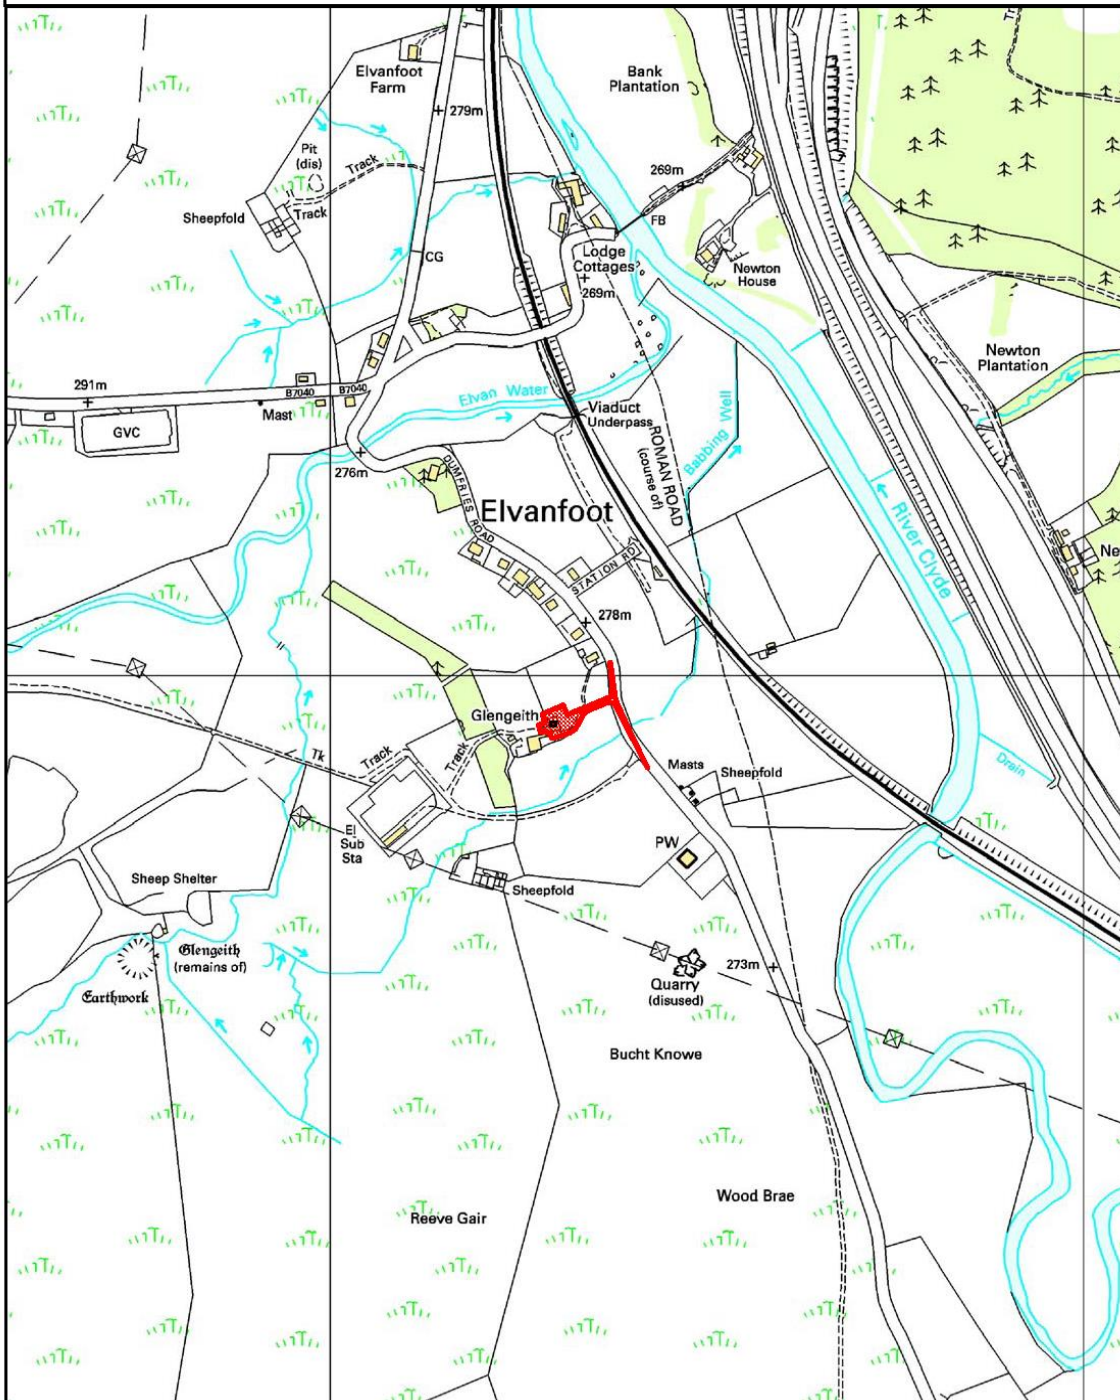 Elvanfoot
Farm
Bank
Plantation
279m
Pit
(dis)
Track
Track
Sheepfold
269m
FB
CG
Lodge
Cottages
269m
Newton
House
Newton
Plantation
291m
B7040
B7040
Mast
GVC
Elvan Water
Viaduct
Underpass
ROMAN ROAD
(course of)
Babbing Well
276m
DUMFRIES ROAD
Elvanfoot
River Clyde
Ne
STATION RD
278m
Glengeith
Tk
Track
Track
Masts
Sheepfold
Drain
El
Sub
Sta
PW
Sheep Shelter
Sheepfold
Glengeith
(remains of)
Earthwork
273m
Quarry
(disused)
Bucht Knowe
Wood Brae
Reeve Gair